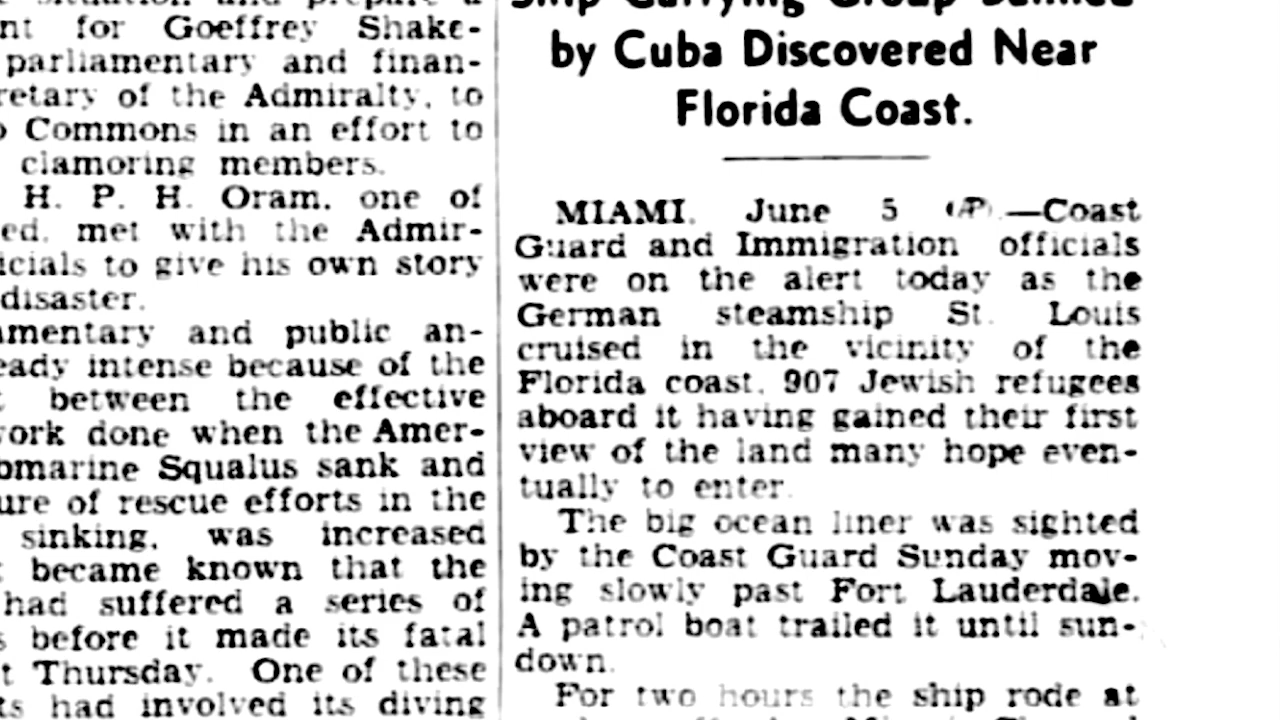 situation and prepare a
nt for Goeffrey Shake-
parliamentary and finan-
retary of the Admiralty, to
Commons in an effort to
clamoring members.
H. P. H. Oram, one of
ed, met with the Admir-
icials to give his own story
disaster.
mentary and public an-
eady intense because of the
between the effective
ork done when the Amer-
bmarine Squalus sank and
ure of rescue efforts in the
sinking, was increased
became known that the
had suffered a series of
s before it made its fatal
t Thursday. One of these
ts had involved its diving
Ship Carrying Group Banned
by Cuba Discovered Near
Florida Coast.
MIAMI, June 5 (AP).—Coast
Guard and Immigration officials
were on the alert today as the
German steamship St. Louis
cruised in the vicinity of the
Florida coast, 907 Jewish refugees
aboard it having gained their first
view of the land many hope even-
tually to enter.
The big ocean liner was sighted
by the Coast Guard Sunday mov-
ing slowly past Fort Lauderdale.
A patrol boat trailed it until sun-
down.
For two hours the ship rode at